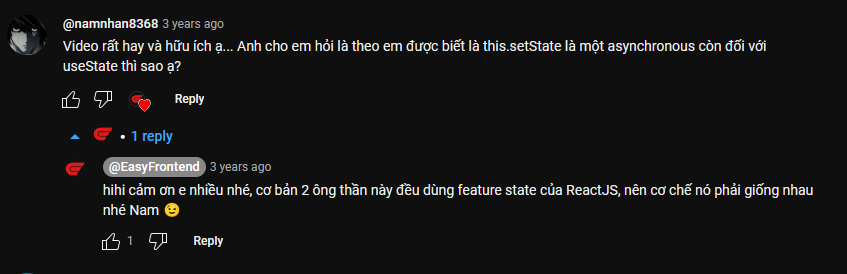 @namnhan8368 3 years ago
Video rất hay và hữu ích ạ... Anh cho em hỏi là theo em được biết là this.setState là một asynchronous còn đối với
useState thì sao ạ?
Reply
• 1 reply
@EasyFrontend 3 years ago
hihi cảm ơn e nhiều nhé, cơ bản 2 ông thần này đều dùng feature state của ReactJS, nên cơ chế nó phải giống nhau
nhé Nam 😉
1 Reply